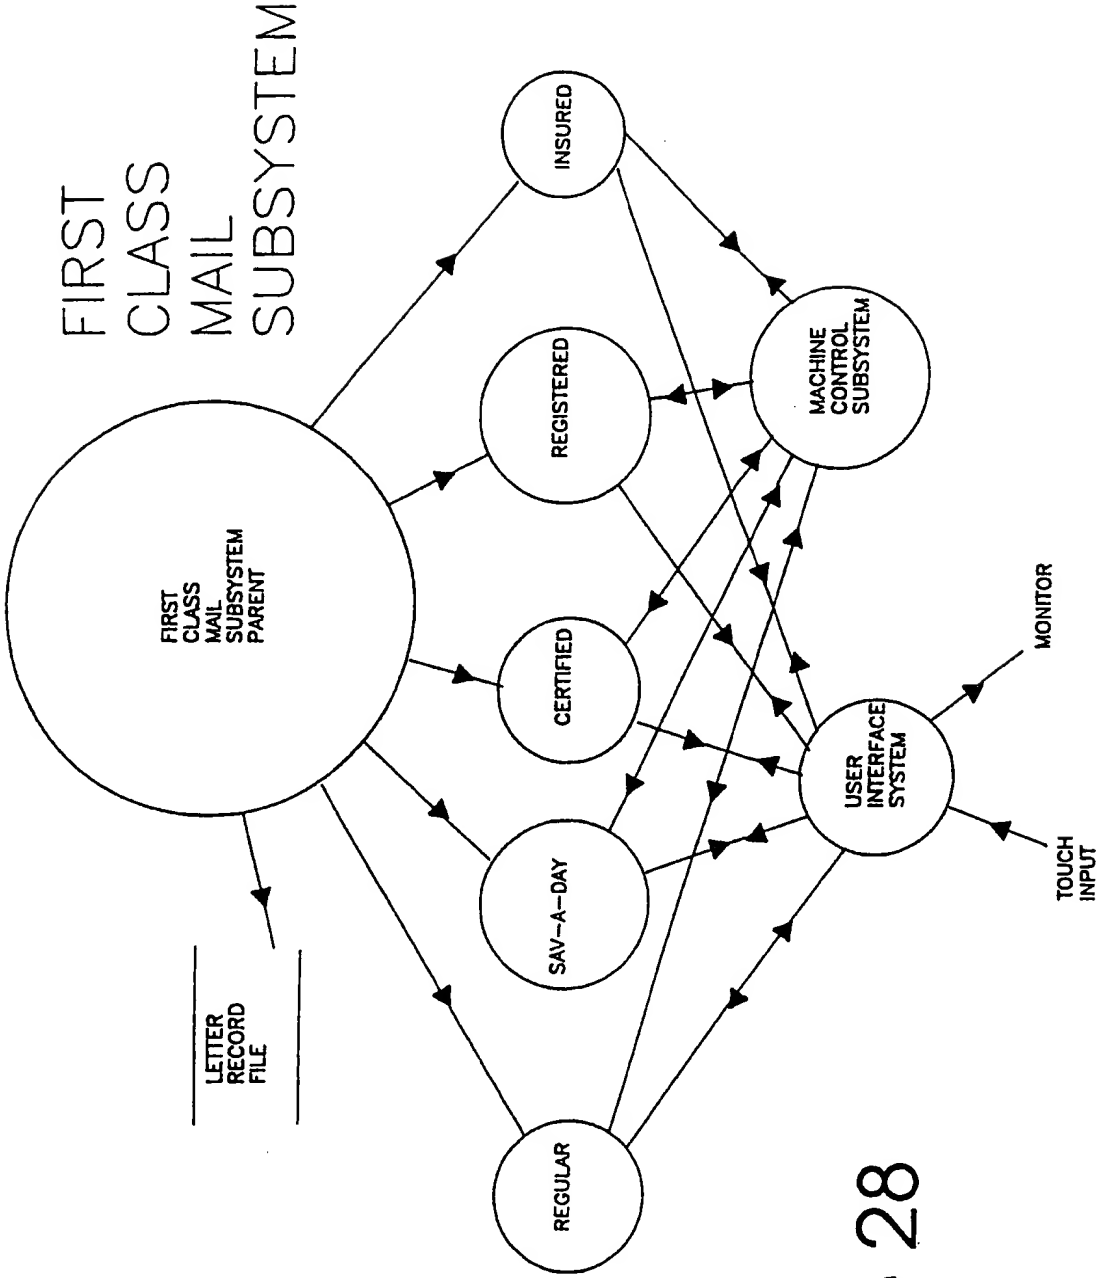 FIRST
CLASS
MAIL
SUBSYSTEM
FIRST
CLASS
MAIL
SUBSYSTEM
PARENT
LETTER
RECORD
FILE
REGULAR
SAV-A-DAY
CERTIFIED
REGISTERED
INSURED
MACHINE
CONTROL
SUBSYSTEM
USER
INTERFACE
SYSTEM
TOUCH
INPUT
MONITOR
28